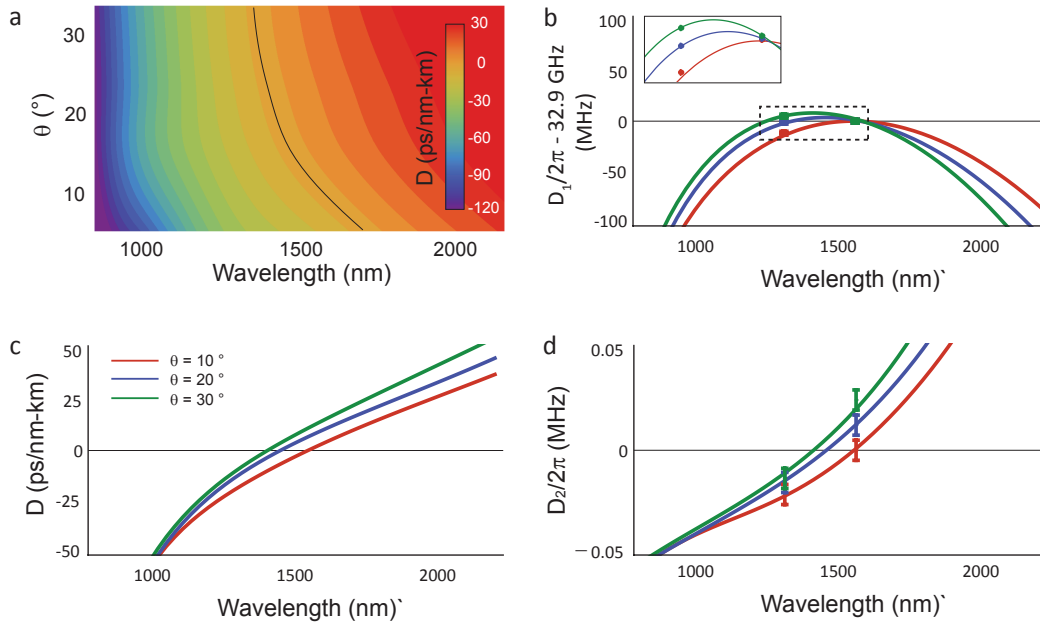 a
θ (°)
30
20
10
1000
1500
2000
Wavelength (nm)
D (ps/nm-km)
30
0
-30
-60
-90
-120
b
D₁/2π - 32.9 GHz
(MHz)
100
50
0
-50
-100
1000
1500
2000
Wavelength (nm)`
c
D (ps/nm-km)
50
25
0
-25
-50
θ = 10 °
θ = 20 °
θ = 30 °
1000
1500
2000
Wavelength (nm)`
d
D₂/2π (MHz)
0.05
0
−0.05
1000
1500
2000
Wavelength (nm)`